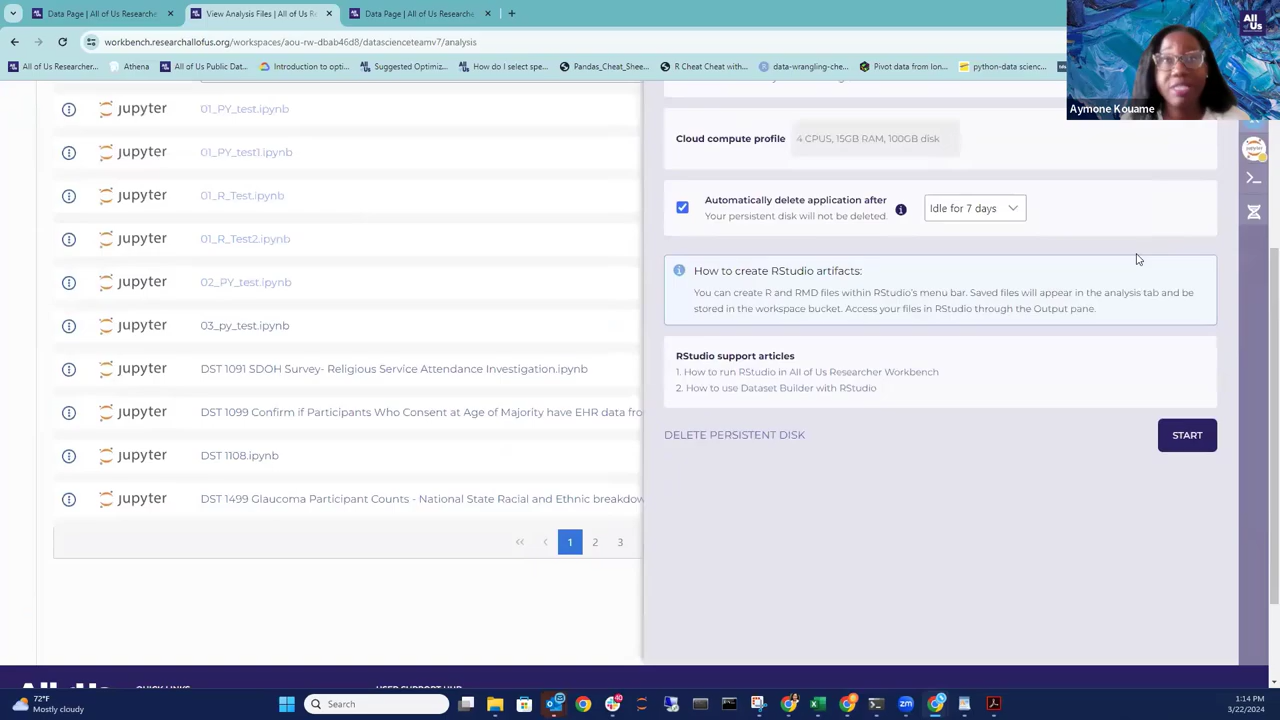 Data Page | All of Us Researche
View Analysis Files | All of Us R
Data Page | All of Us Researche
All of Us
workbench.researchallofus.org/workspaces/aou-rw-dbab46d8/datascienceteamv7/analysis
All of Us Researcher...
Athena
All of Us Public Dat...
Introduction to opti...
Suggested Optimiz...
How do I select spe...
Pandas_Cheat_Shee...
R Cheat Cheat with...
data-wrangling-che...
Pivot data from lon...
python-data scienc...
Aymone Kouame
jupyter 01_PY_test.ipynb
jupyter 01_PY_test1.ipynb
jupyter 01_R_Test.ipynb
jupyter 01_R_Test2.ipynb
jupyter 02_PY_test.ipynb
jupyter 03_py_test.ipynb
jupyter DST 1091 SDOH Survey- Religious Service Attendance Investigation.ipynb
jupyter DST 1099 Confirm if Participants Who Consent at Age of Majority have EHR data fro
jupyter DST 1108.ipynb
jupyter DST 1499 Glaucoma Participant Counts - National State Racial and Ethnic breakdow
« ‹ 1 2 3
Cloud compute profile 4 CPUS, 15GB RAM, 100GB disk
Automatically delete application after
Your persistent disk will not be deleted.
Idle for 7 days
How to create RStudio artifacts:
You can create R and RMD files within RStudio's menu bar. Saved files will appear in the analysis tab and be
stored in the workspace bucket. Access your files in RStudio through the Output pane.
RStudio support articles
1. How to run RStudio in All of Us Researcher Workbench
2. How to use Dataset Builder with RStudio
DELETE PERSISTENT DISK
START
jupyter
72°F
Mostly cloudy
Search
40
1:14 PM
3/22/2024